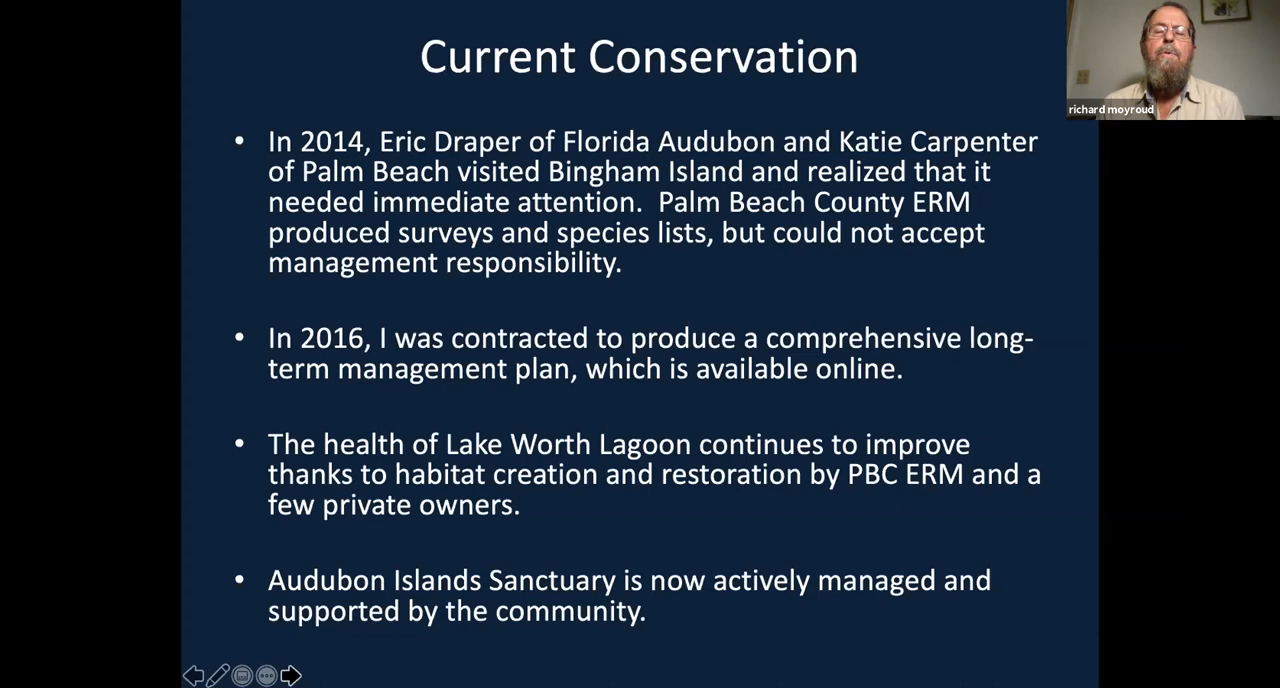 Current Conservation
richard moyroud
• In 2014, Eric Draper of Florida Audubon and Katie Carpenter
of Palm Beach visited Bingham Island and realized that it
needed immediate attention.  Palm Beach County ERM
produced surveys and species lists, but could not accept
management responsibility.
• In 2016, I was contracted to produce a comprehensive long-
term management plan, which is available online.
• The health of Lake Worth Lagoon continues to improve
thanks to habitat creation and restoration by PBC ERM and a
few private owners.
• Audubon Islands Sanctuary is now actively managed and
supported by the community.